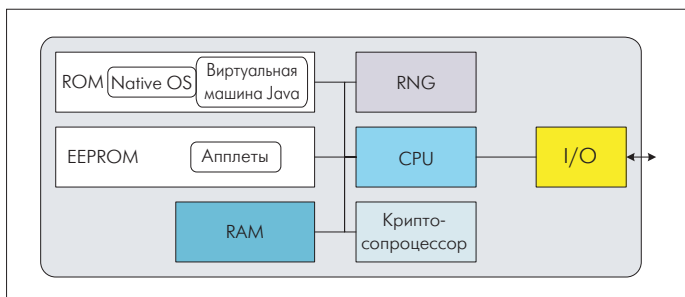 ROM
Native OS
Виртуальная
машина Java
RNG
EEPROM
Апплеты
CPU
I/O
RAM
Крипто-
сопроцессор